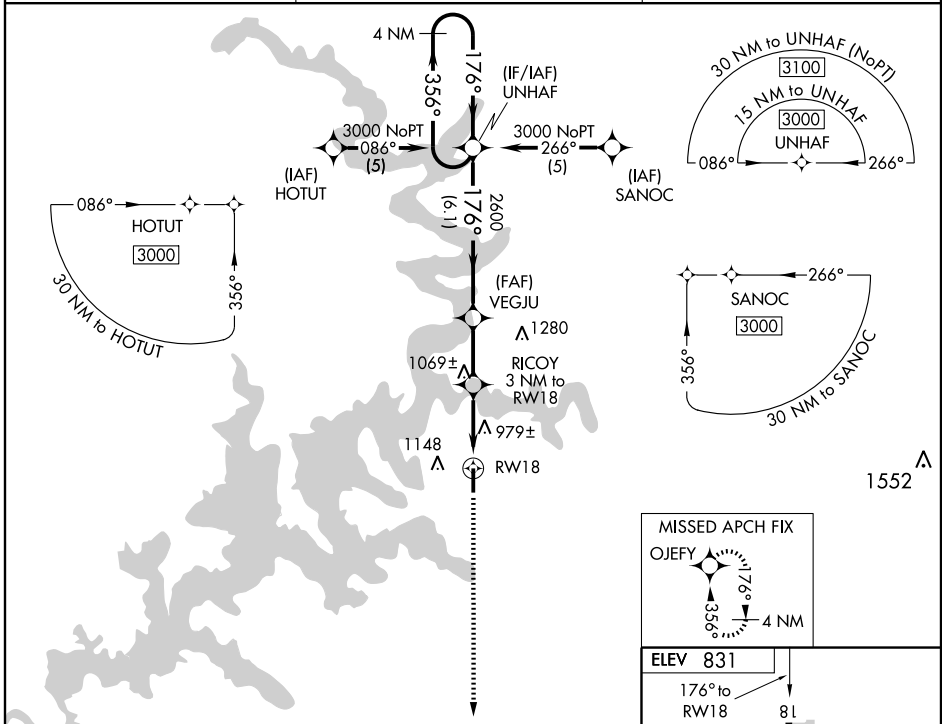 4 NM
356°
176°
(IF/IAF)
UNHAF
3000 NoPT
086°
(5)
(IAF)
HOTUT
3000 NoPT
266°
(5)
(IAF)
SANOC
30 NM to UNHAF (NoPT)
3100
15 NM to UNHAF
3000
UNHAF
086°
266°
2600
176°
(6.1)
086°
HOTUT
3000
356°
30 NM to HOTUT
(FAF)
VEGJU
1280
266°
SANOC
3000
356°
30 NM to SANOC
1069±
RICOY
3 NM to
RW18
979±
1148
RW18
1552
MISSED APCH FIX
OJEFY
176°
356°
4 NM
ELEV 831
176° to
RW18
18